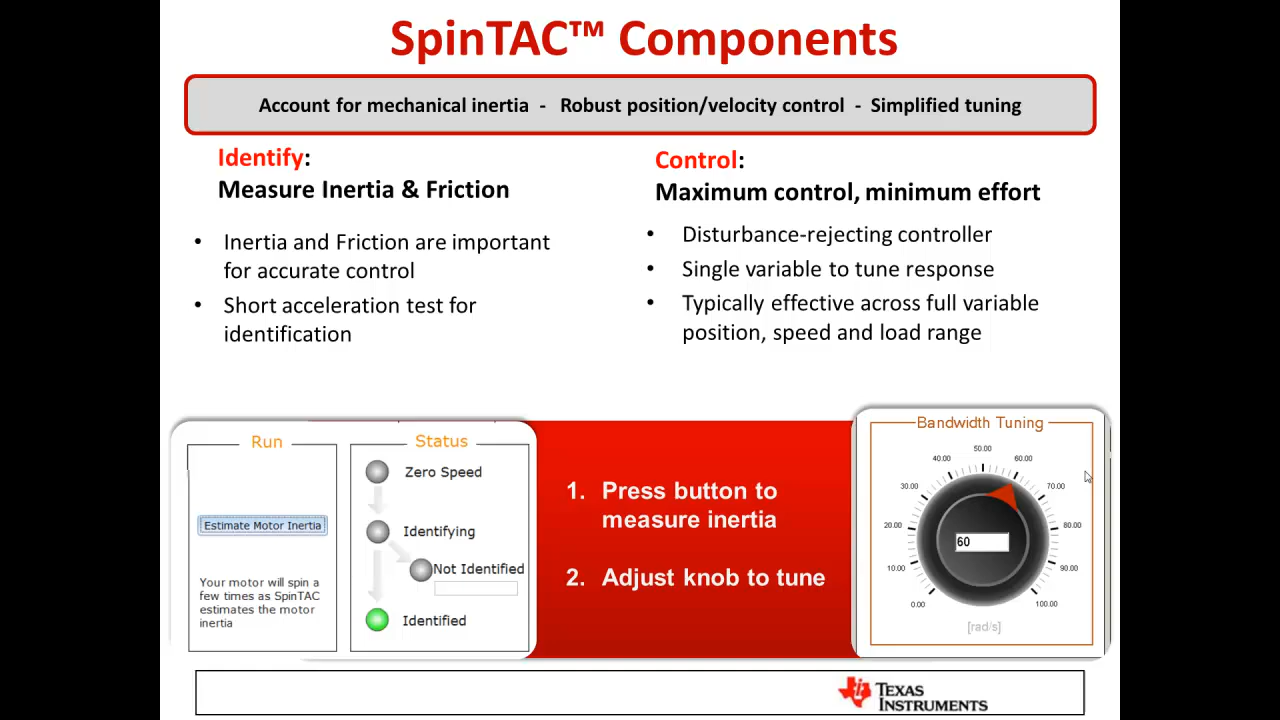 SpinTAC™ Components
Account for mechanical inertia - Robust position/velocity control - Simplified tuning
Identify:
Measure Inertia & Friction
• Inertia and Friction are important
for accurate control
• Short acceleration test for
identification
Control:
Maximum control, minimum effort
• Disturbance-rejecting controller
• Single variable to tune response
• Typically effective across full variable
position, speed and load range
Run
Estimate Motor Inertia
Your motor will spin a
few times as SpinTAC
estimates the motor
inertia
Status
Zero Speed
Identifying
Not Identified
Identified
1. Press button to
measure inertia
2. Adjust knob to tune
Bandwidth Tuning
0.00
10.00
20.00
30.00
40.00
50.00
60.00
70.00
80.00
90.00
100.00
60
[rad/s]
TEXAS
INSTRUMENTS